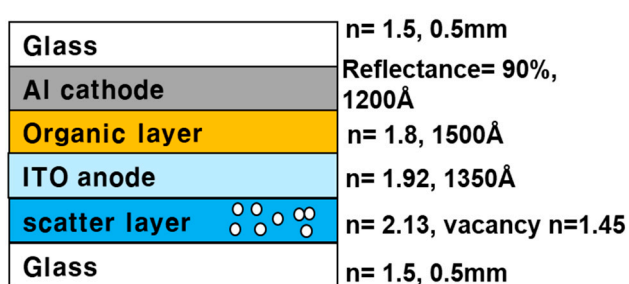 Glass
n= 1.5, 0.5mm
Al cathode
Reflectance= 90%,
1200Å
Organic layer
n= 1.8, 1500Å
ITO anode
n= 1.92, 1350Å
scatter layer
n= 2.13, vacancy n=1.45
Glass
n= 1.5, 0.5mm